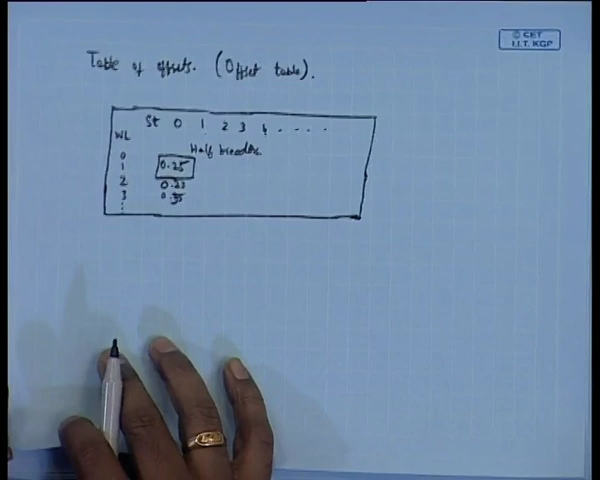 © CET
I.I.T. KGP
Table of offsets. (Offset table).
St 0 1 2 3 4 . . . .
WL
Half breadths
0
1 0.25
2
3
: